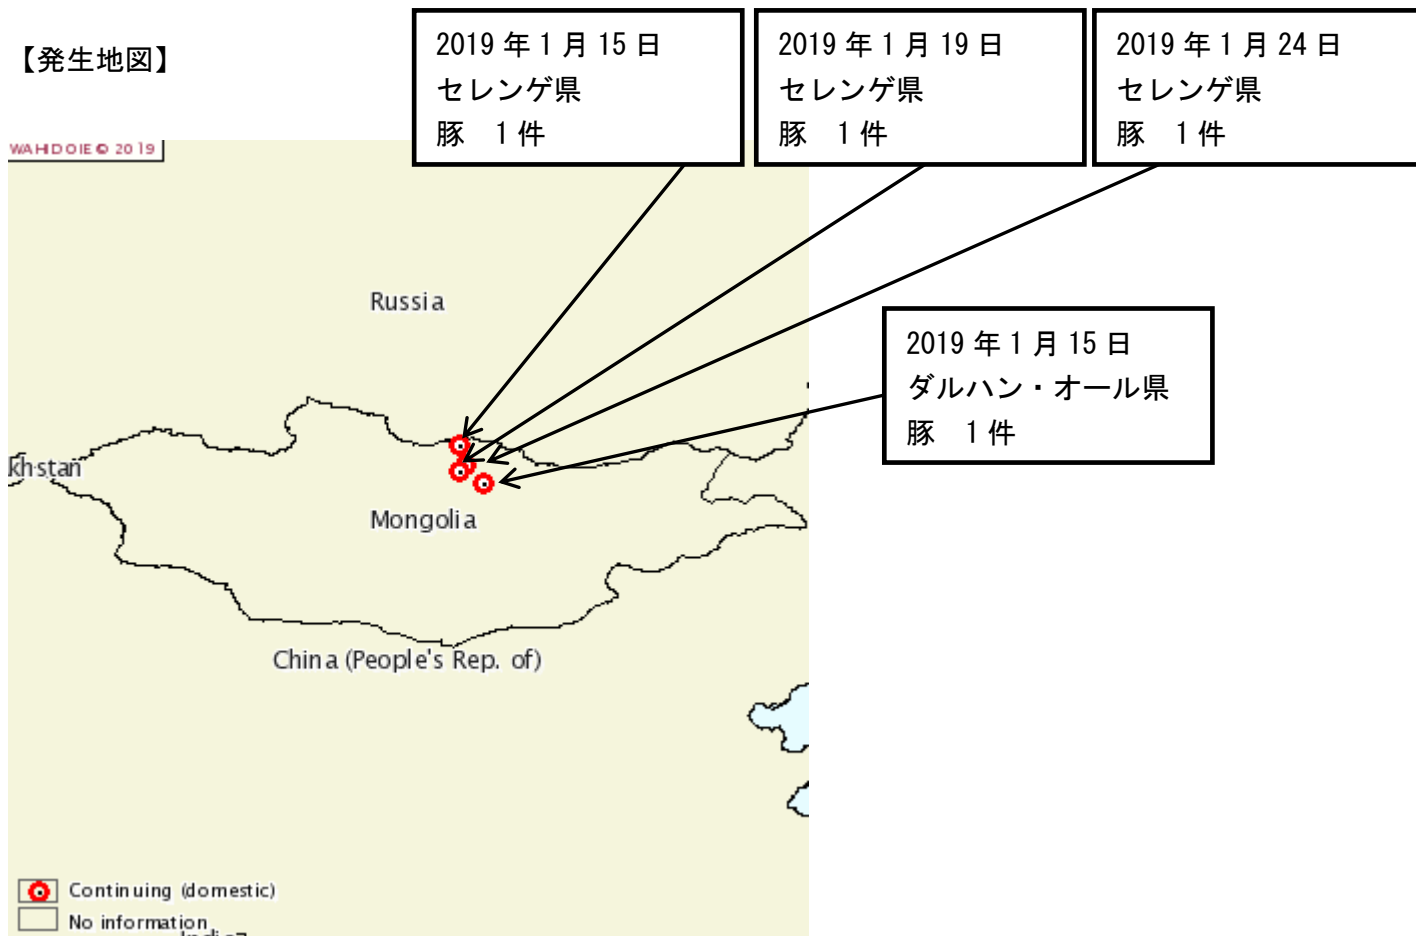 【発生地図】
2019 年 1 月 15 日
セレンゲ県
豚　1 件
2019 年 1 月 19 日
セレンゲ県
豚　1 件
2019 年 1 月 24 日
セレンゲ県
豚　1 件
WAHIDOIE © 2019
Russia
2019 年 1 月 15 日
ダルハン・オール県
豚　1 件
khstan
Mongolia
China (People's Rep. of)
Continuing (domestic)
No information